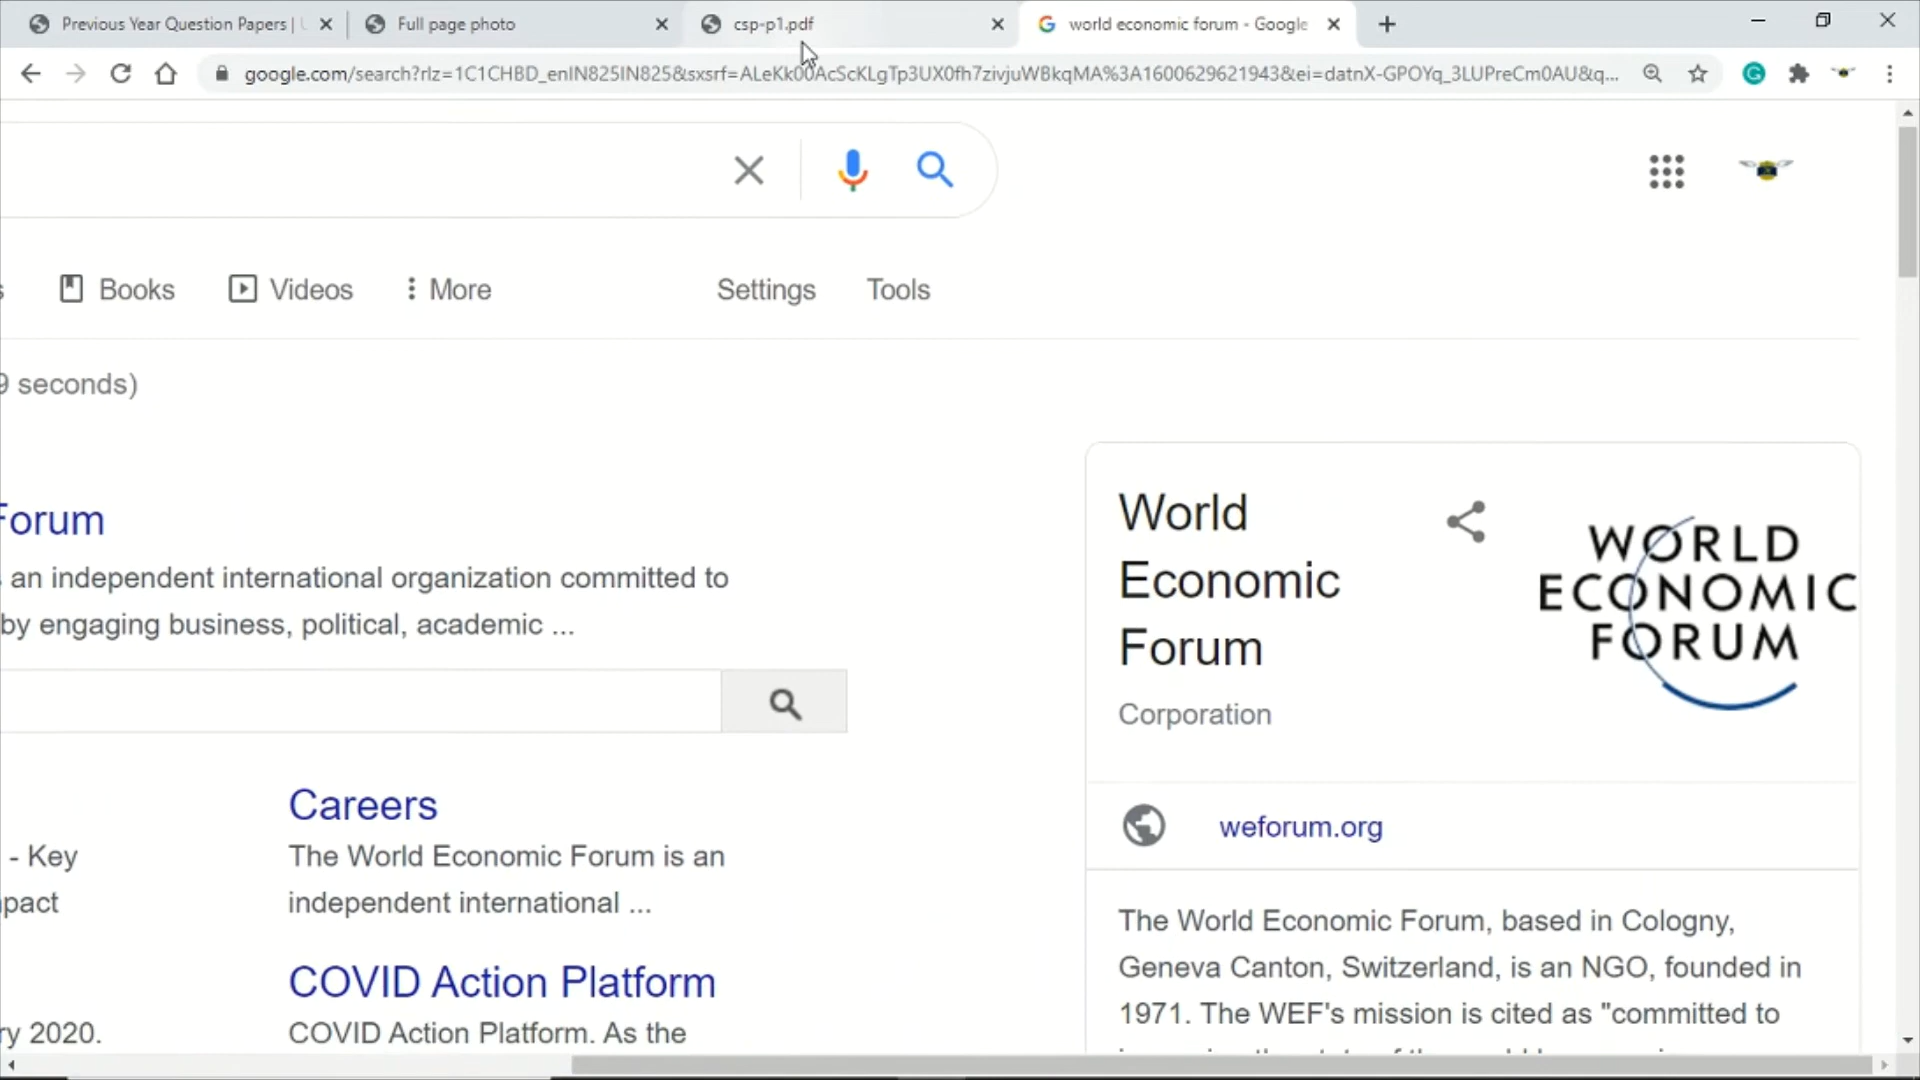 Previous Year Question Papers |
Full page photo
csp-p1.pdf
world economic forum - Google
google.com/search?rlz=1C1CHBD_enIN825IN825&sxsrf=ALeKk00AcScKLgTp3UX0fh7zivjuWBkqMA%3A1600629621943&ei=datnX-GPOYq_3LUPreCm0AU&q...
Books
Videos
More
Settings
Tools
9 seconds)
Forum
an independent international organization committed to
by engaging business, political, academic ...
Careers
- Key
The World Economic Forum is an
independent international ...
COVID Action Platform
ry 2020.
COVID Action Platform. As the
World
Economic
Forum
Corporation
WORLD
ECONOMIC
FORUM
weforum.org
The World Economic Forum, based in Cologny,
Geneva Canton, Switzerland, is an NGO, founded in
1971. The WEF's mission is cited as "committed to